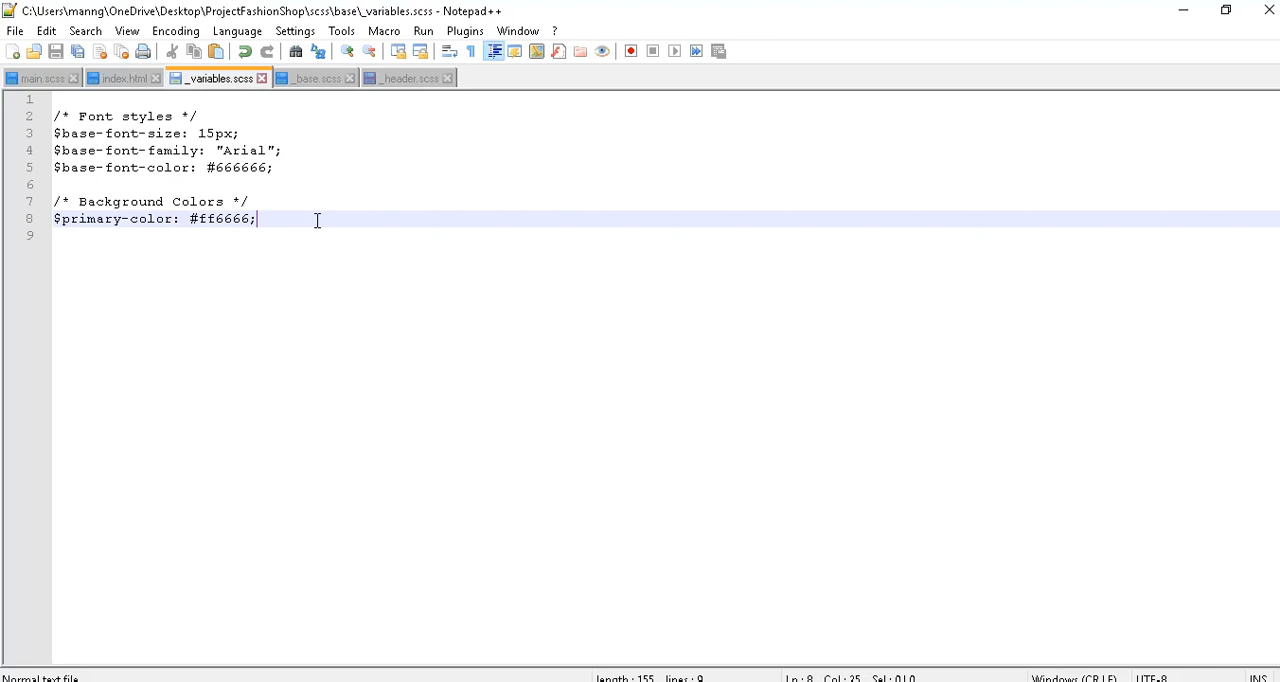 C:\Users\manng\OneDrive\Desktop\ProjectFashionShop\scss\base\_variables.scss - Notepad++
File Edit Search View Encoding Language Settings Tools Macro Run Plugins Window ?
main.scss index.html _variables.scss _base.scss _header.scss
1
2 /* Font styles */
3 $base-font-size: 15px;
4 $base-font-family: "Arial";
5 $base-font-color: #666666;
6
7 /* Background Colors */
8 $primary-color: #ff6666;
9
Normal text file length : 155 lines : 9 Ln : 8 Col : 25 Sel : 0 | 0 Windows (CR LF) UTF-8 INS